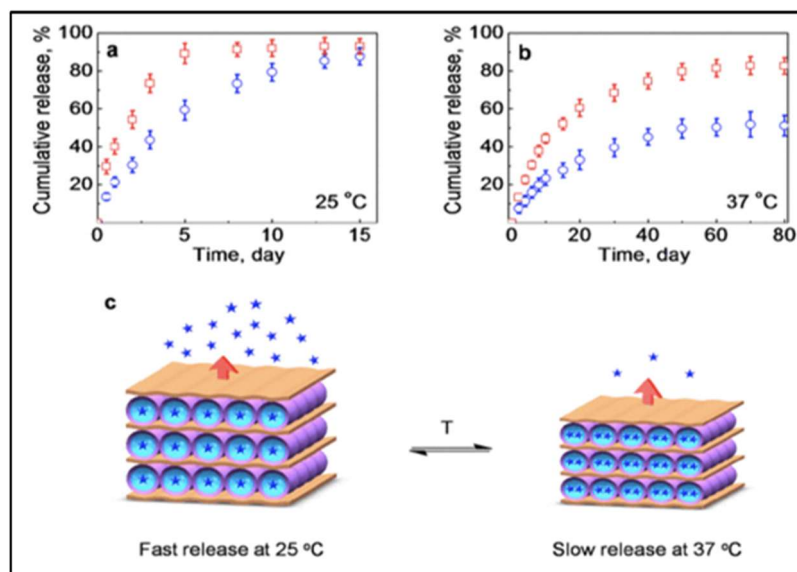 a
Cumulative release, %
100
80
60
40
20
0
5
10
15
Time, day
25 °C
b
Cumulative release, %
100
80
60
40
20
0
20
40
60
80
Time, day
37 °C
c
T
Fast release at 25 °C
Slow release at 37 °C